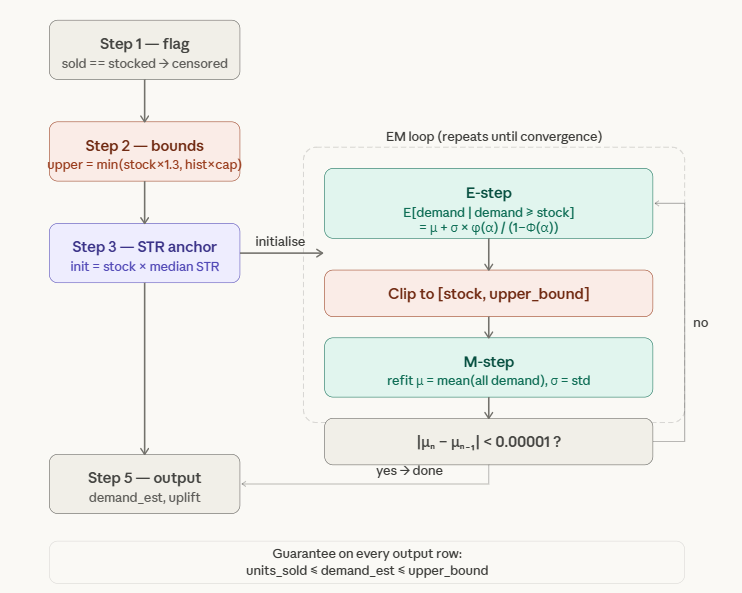 Step 1 — flag
sold == stocked → censored
Step 2 — bounds
upper = min(stock×1.3, hist×cap)
Step 3 — STR anchor
init = stock × median STR
initialise
EM loop (repeats until convergence)
E-step
E[demand | demand ≥ stock]
= μ + σ × φ(α) / (1−Φ(α))
Clip to [stock, upper_bound]
M-step
refit μ = mean(all demand), σ = std
no
|μₙ − μₙ₋₁| < 0.00001 ?
yes → done
Step 5 — output
demand_est, uplift
Guarantee on every output row:
units_sold ≤ demand_est ≤ upper_bound